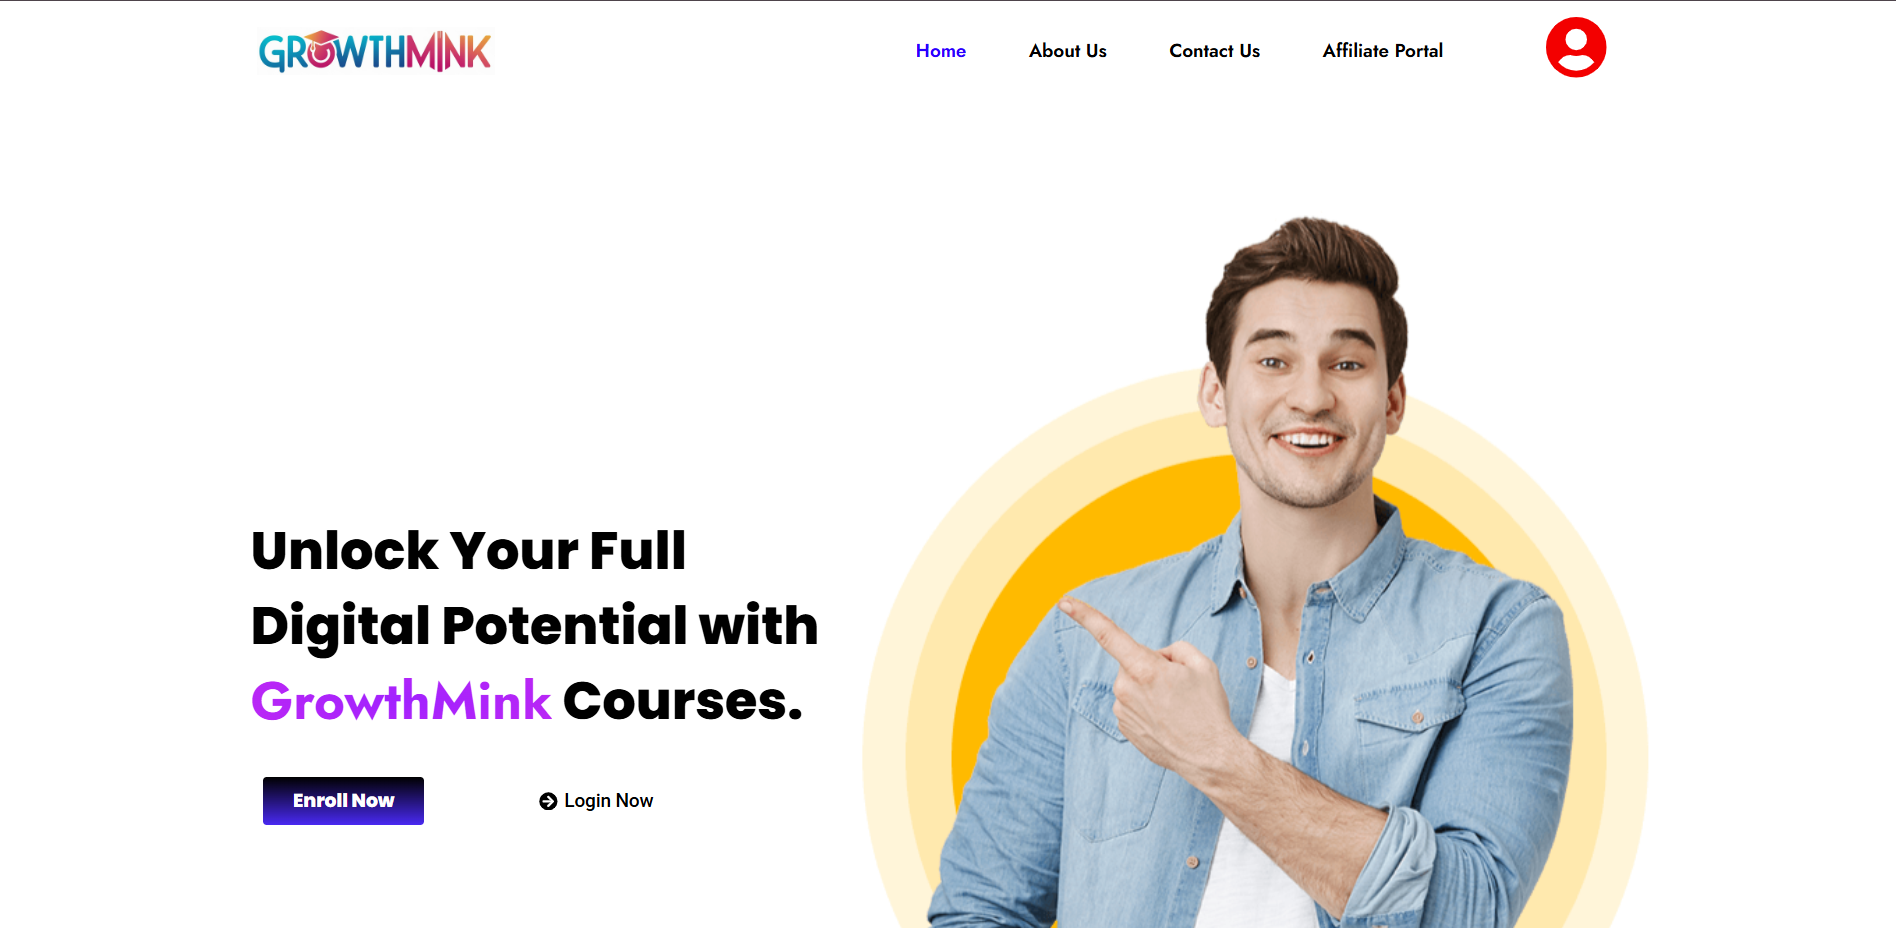 GROWTHMINK
Home
About Us
Contact Us
Affiliate Portal
Unlock Your Full
Digital Potential with
GrowthMink Courses.
Enroll Now
Login Now